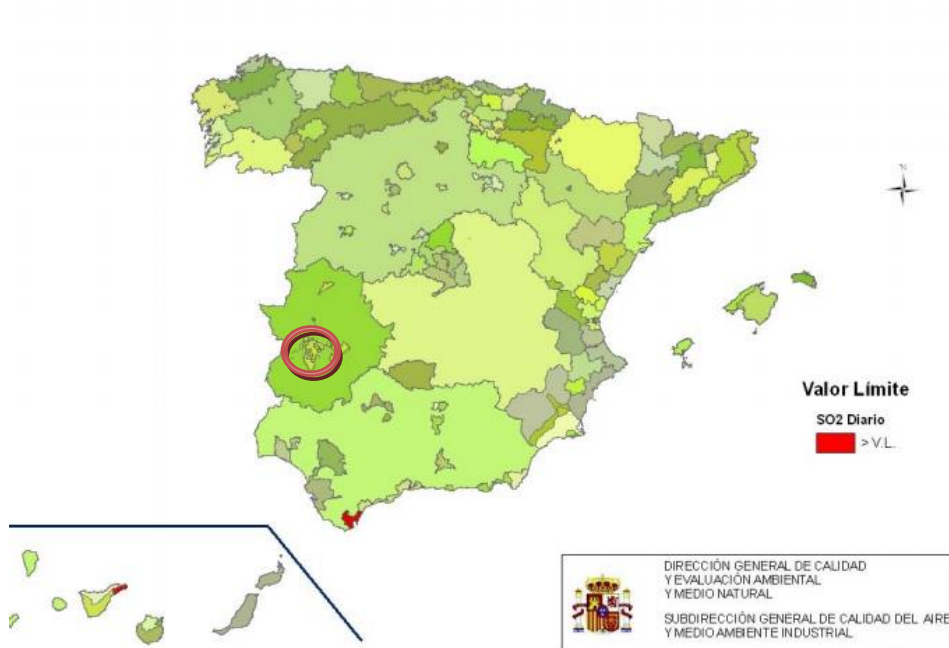 N
Valor Límite
SO2 Diario
> V.L.
DIRECCIÓN GENERAL DE CALIDAD
Y EVALUACIÓN AMBIENTAL
Y MEDIO NATURAL
SUBDIRECCIÓN GENERAL DE CALIDAD DEL AIRE
Y MEDIO AMBIENTE INDUSTRIAL